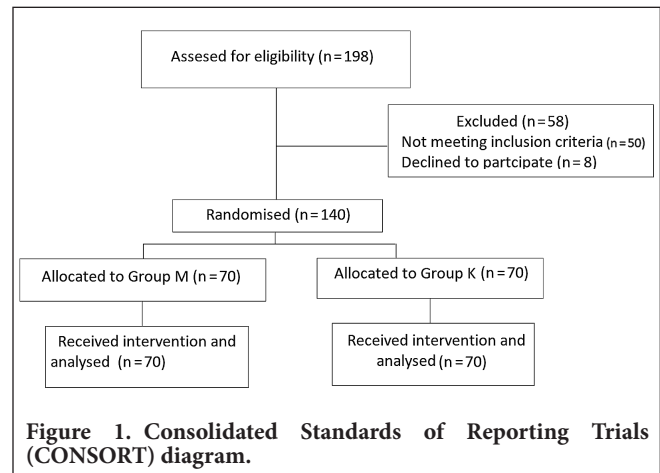 Assesed for eligibility (n=198)
Excluded (n=58)
Not meeting inclusion criteria (n=50)
Declined to partcipate (n=8)
Randomised (n=140)
Allocated to Group M (n=70)
Allocated to Group K (n=70)
Received intervention and
analysed (n=70)
Received intervention and
analysed (n=70)
Figure 1. Consolidated Standards of Reporting Trials
(CONSORT) diagram.